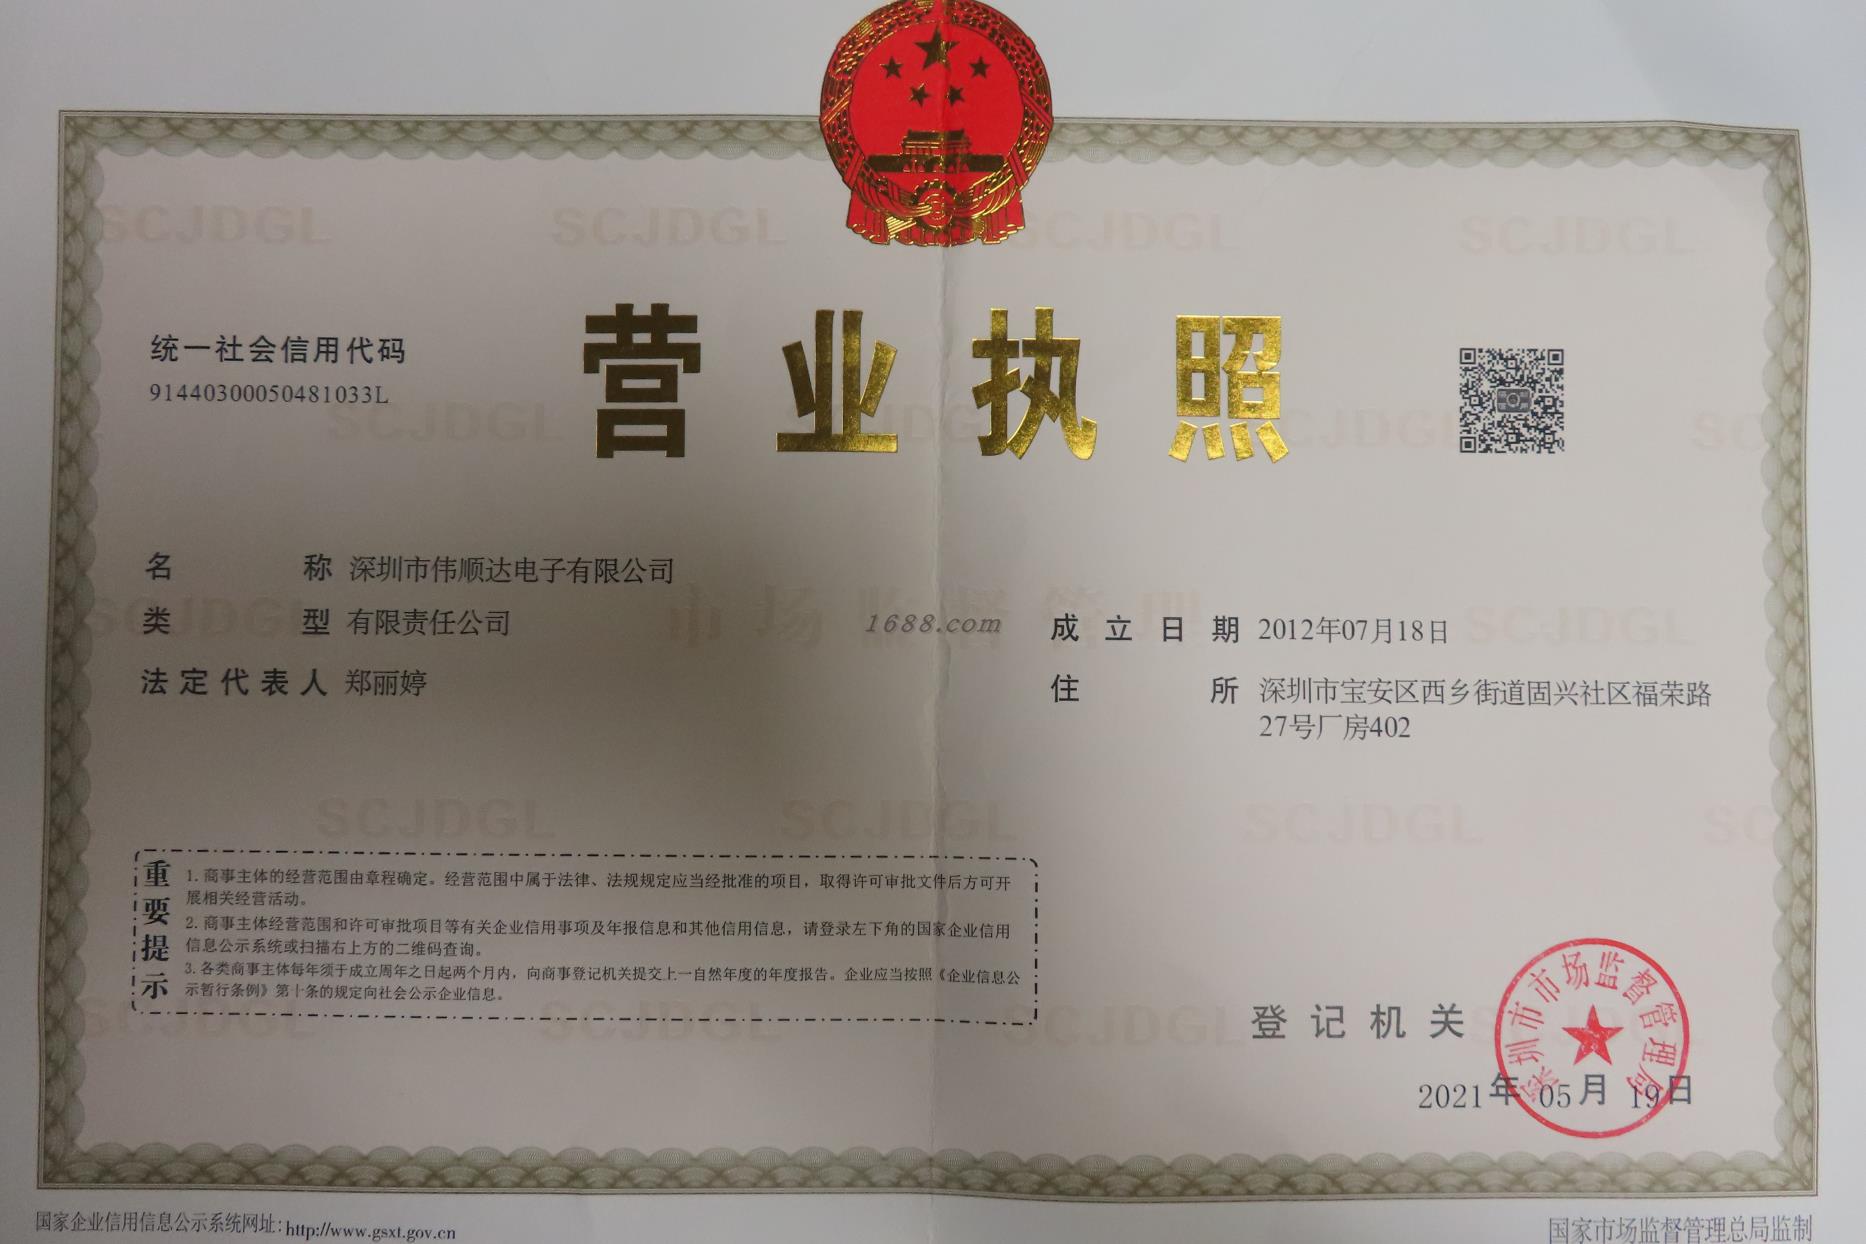 营业执照
统一社会信用代码
91440300050481033L
名称 深圳市伟顺达电子有限公司
类型 有限责任公司
法定代表人 郑丽婷
1688.com
成立日期 2012年07月18日
住所 深圳市宝安区西乡街道固兴社区福荣路
27号厂房402
重要提示
1. 商事主体的经营范围由章程确定。经营范围中属于法律、法规规定应当经批准的项目，取得许可审批文件后方可开
展相关经营活动。
2. 商事主体经营范围和许可审批项目等有关企业信用事项及年报信息和其他信用信息，请登录左下角的国家企业信用
信息公示系统或扫描右上方的二维码查询。
3. 各类商事主体每年须于成立周年之日起两个月内，向商事登记机关提交上一自然年度的年度报告。企业应当按照《企业信息公
示暂行条例》第十条的规定向社会公示企业信息。
登记机关
深圳市市场监督管理局
2021年05月19日
国家企业信用信息公示系统网址：http://www.gsxt.gov.cn
国家市场监督管理总局监制
SCJDGL
市场监督管理